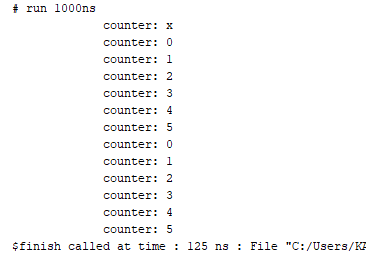 # run 1000ns
counter: x
counter: 0
counter: 1
counter: 2
counter: 3
counter: 4
counter: 5
counter: 0
counter: 1
counter: 2
counter: 3
counter: 4
counter: 5
$finish called at time : 125 ns : File "C:/Users/KA